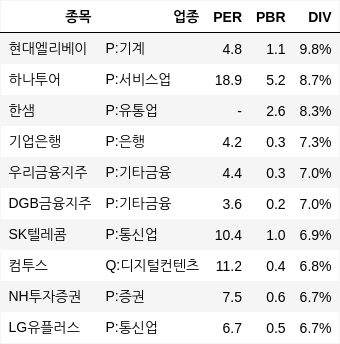 종목 업종 PER PBR DIV
현대엘리베이 P:기계 4.8 1.1 9.8%
하나투어 P:서비스업 18.9 5.2 8.7%
한샘 P:유통업 - 2.6 8.3%
기업은행 P:은행 4.2 0.3 7.3%
우리금융지주 P:기타금융 4.4 0.3 7.0%
DGB금융지주 P:기타금융 3.6 0.2 7.0%
SK텔레콤 P:통신업 10.4 1.0 6.9%
컴투스 Q:디지털컨텐츠 11.2 0.4 6.8%
NH투자증권 P:증권 7.5 0.6 6.7%
LG유플러스 P:통신업 6.7 0.5 6.7%